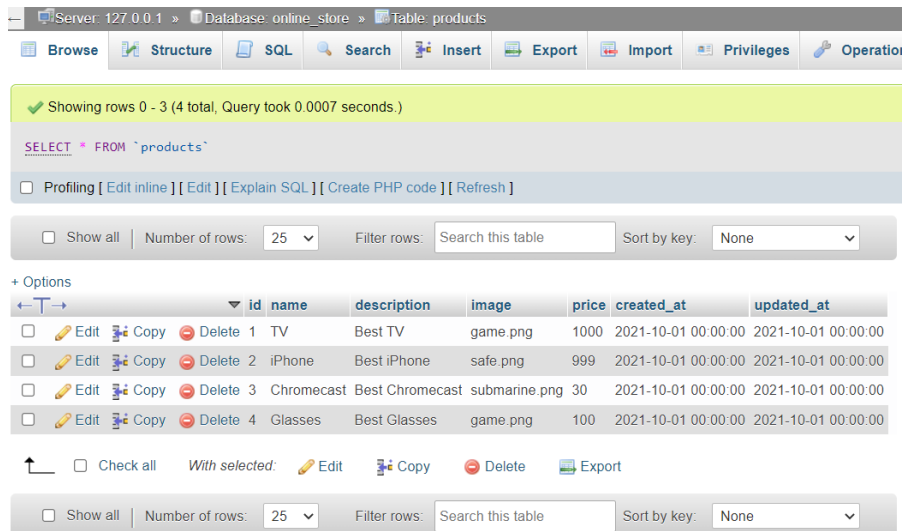 ← Server: 127.0.0.1 » Database: online_store » Table: products
Browse Structure SQL Search Insert Export Import Privileges Operation
Showing rows 0 - 3 (4 total, Query took 0.0007 seconds.)
SELECT * FROM `products`
Profiling [ Edit inline ] [ Edit ] [ Explain SQL ] [ Create PHP code ] [ Refresh ]
Show all | Number of rows: 25 Filter rows: Search this table Sort by key: None
+ Options
←T→ id name description image price created_at updated_at
Edit Copy Delete 1 TV Best TV game.png 1000 2021-10-01 00:00:00 2021-10-01 00:00:00
Edit Copy Delete 2 iPhone Best iPhone safe.png 999 2021-10-01 00:00:00 2021-10-01 00:00:00
Edit Copy Delete 3 Chromecast Best Chromecast submarine.png 30 2021-10-01 00:00:00 2021-10-01 00:00:00
Edit Copy Delete 4 Glasses Best Glasses game.png 100 2021-10-01 00:00:00 2021-10-01 00:00:00
Check all With selected: Edit Copy Delete Export
Show all | Number of rows: 25 Filter rows: Search this table Sort by key: None